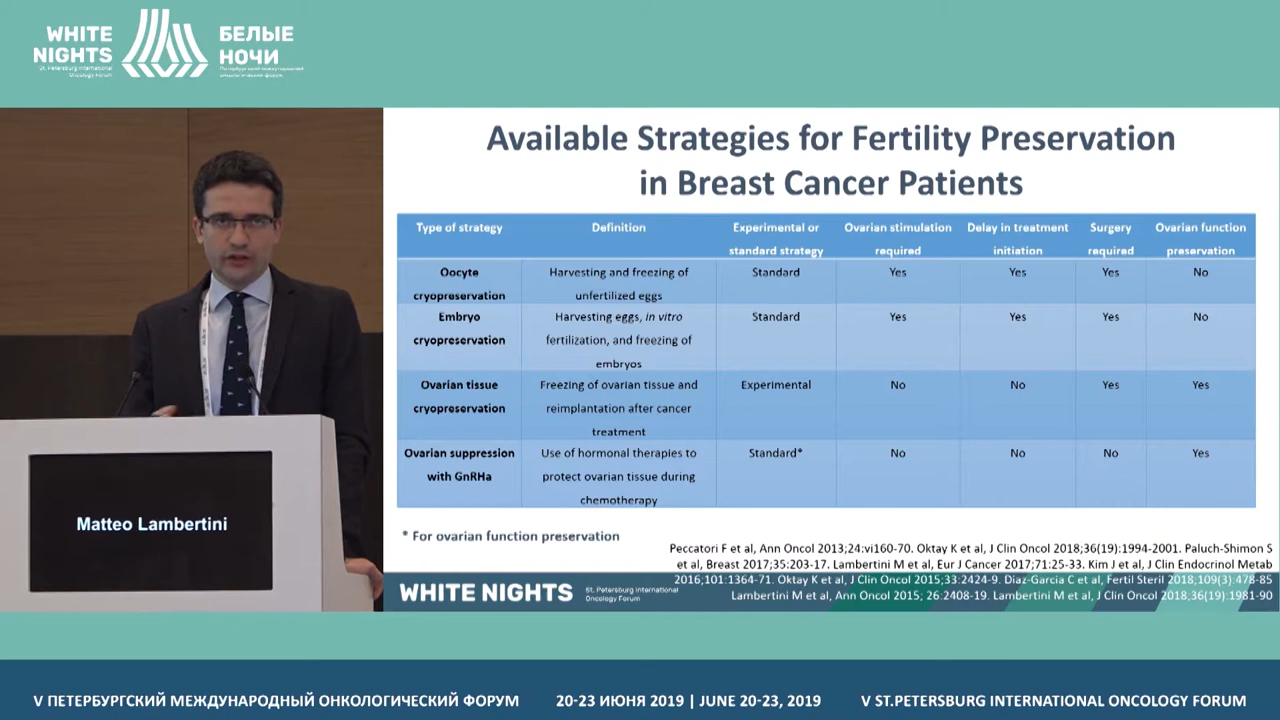 WHITE
NIGHTS
St. Petersburg International
Oncology Forum
БЕЛЫЕ
НОЧИ
Петербургский международный
онкологический форум
Available Strategies for Fertility Preservation
in Breast Cancer Patients
Type of strategy Definition Experimental or standard strategy Ovarian stimulation required Delay in treatment initiation Surgery required Ovarian function preservation
Oocyte cryopreservation Harvesting and freezing of unfertilized eggs Standard Yes Yes Yes No
Embryo cryopreservation Harvesting eggs, in vitro fertilization, and freezing of embryos Standard Yes Yes Yes No
Ovarian tissue cryopreservation Freezing of ovarian tissue and reimplantation after cancer treatment Experimental No No Yes Yes
Ovarian suppression with GnRHa Use of hormonal therapies to protect ovarian tissue during chemotherapy Standard* No No No Yes
* For ovarian function preservation
Peccatori F et al, Ann Oncol 2013;24:vi160-70. Oktay K et al, J Clin Oncol 2018;36(19):1994-2001. Paluch-Shimon S
et al, Breast 2017;35:203-17. Lambertini M et al, Eur J Cancer 2017;71:25-33. Kim J et al, J Clin Endocrinol Metab
2016;101:1364-71. Oktay K et al, J Clin Oncol 2015;33:2424-9. Diaz-Garcia C et al, Fertil Steril 2018;109(3):478-85
Lambertini M et al, Ann Oncol 2015; 26:2408-19. Lambertini M et al, J Clin Oncol 2018;36(19):1981-90
WHITE NIGHTS
St. Petersburg International
Oncology Forum
Matteo Lambertini
V ПЕТЕРБУРГСКИЙ МЕЖДУНАРОДНЫЙ ОНКОЛОГИЧЕСКИЙ ФОРУМ 20-23 ИЮНЯ 2019 | JUNE 20-23, 2019 V ST.PETERSBURG INTERNATIONAL ONCOLOGY FORUM